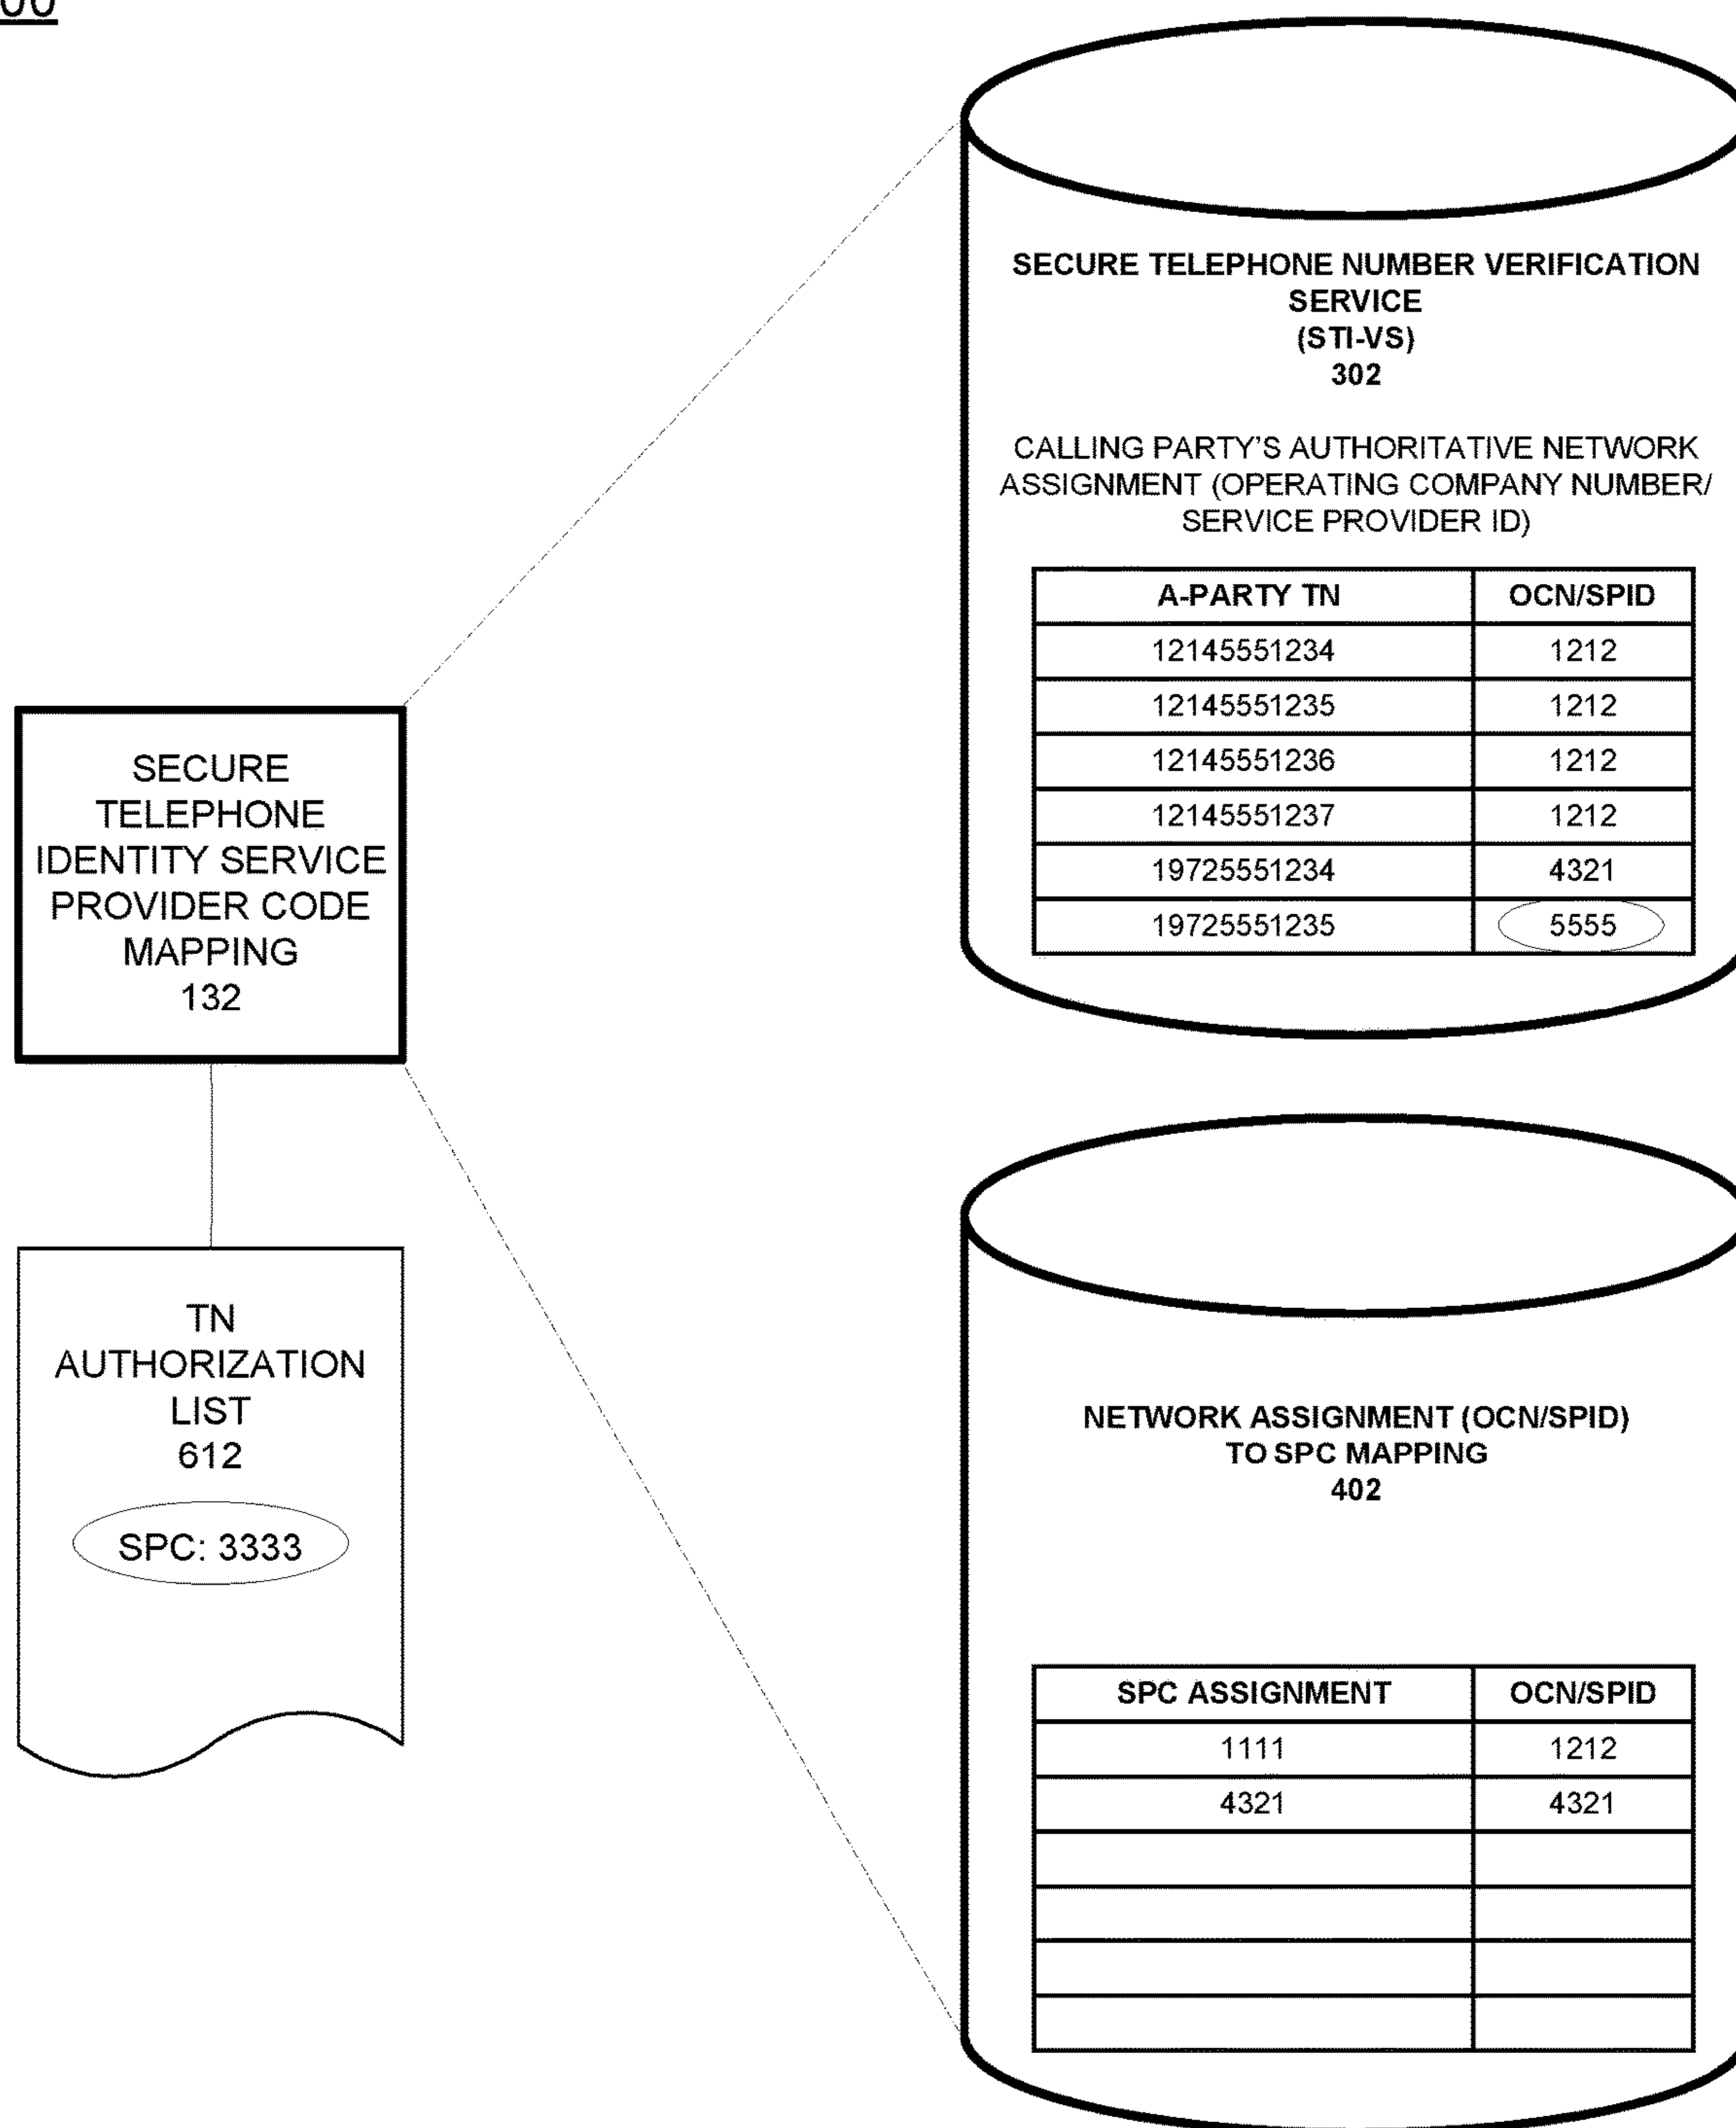 SECURE TELEPHONE NUMBER VERIFICATION
SERVICE
(STI-VS)
302
CALLING PARTY'S AUTHORITATIVE NETWORK
ASSIGNMENT (OPERATING COMPANY NUMBER/
SERVICE PROVIDER ID)
A-PARTY TN OCN/SPID
12145551234 1212
12145551235 1212
12145551236 1212
12145551237 1212
19725551234 4321
19725551235 5555
SECURE
TELEPHONE
IDENTITY SERVICE
PROVIDER CODE
MAPPING
132
TN
AUTHORIZATION
LIST
612
SPC: 3333
NETWORK ASSIGNMENT (OCN/SPID)
TO SPC MAPPING
402
SPC ASSIGNMENT OCN/SPID
1111 1212
4321 4321